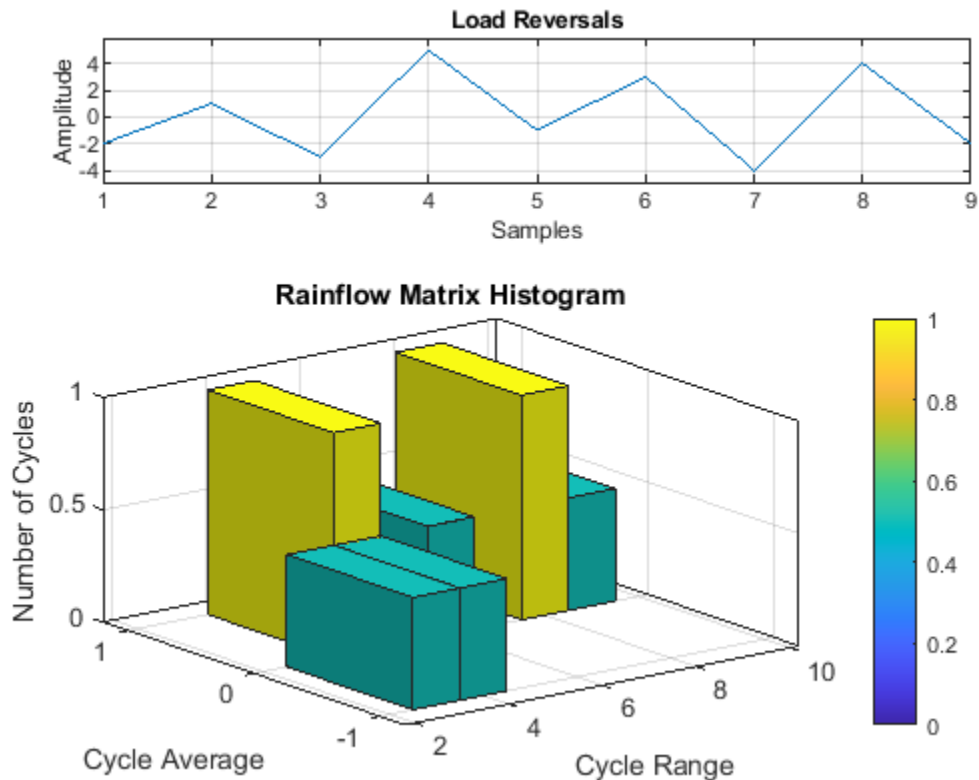 Load Reversals
Amplitude
4
2
0
-2
-4
1 2 3 4 5 6 7 8 9
Samples
Rainflow Matrix Histogram
Number of Cycles
1
0.5
0
1
0
-1
Cycle Average
2
4
6
8
10
Cycle Range
1
0.8
0.6
0.4
0.2
0